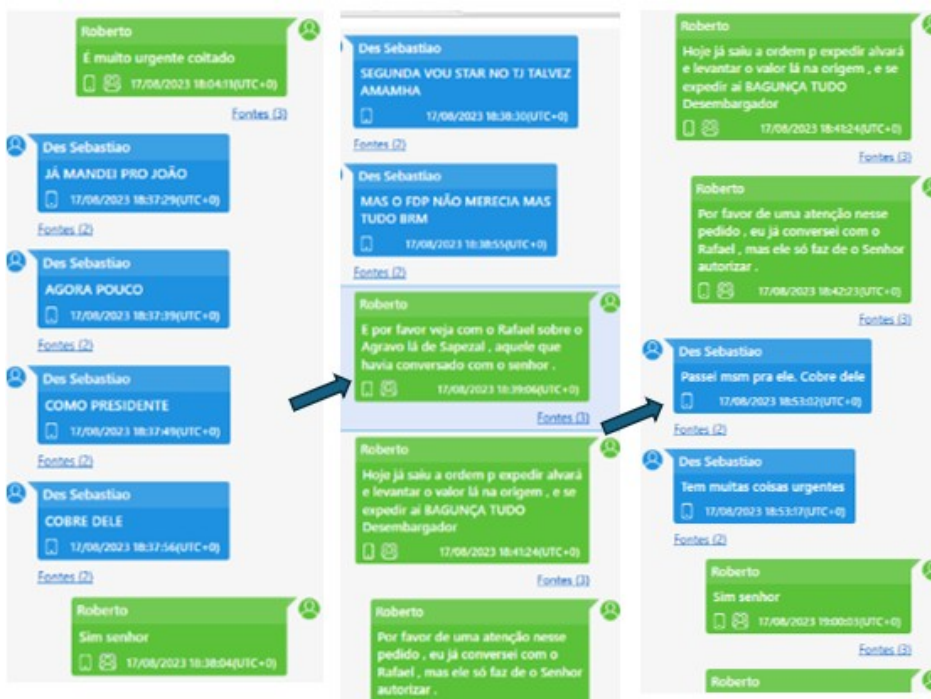 Roberto
É muito urgente coitado
17/08/2023 18:04:11(UTC+0)
Fontes (3)
Des Sebastiao
JÁ MANDEI PRO JOÃO
17/08/2023 18:37:29(UTC+0)
Fontes (2)
Des Sebastiao
AGORA POUCO
17/08/2023 18:37:39(UTC+0)
Fontes (2)
Des Sebastiao
COMO PRESIDENTE
17/08/2023 18:37:49(UTC+0)
Fontes (2)
Des Sebastiao
COBRE DELE
17/08/2023 18:37:56(UTC+0)
Fontes (2)
Roberto
Sim senhor
17/08/2023 18:38:04(UTC+0)
Des Sebastiao
SEGUNDA VOU STAR NO TJ TALVEZ
AMAMHA
17/08/2023 18:38:30(UTC+0)
Fontes (2)
Des Sebastiao
MAS O FDP NÃO MERECIA MAS
TUDO BRM
17/08/2023 18:38:55(UTC+0)
Fontes (2)
Roberto
E por favor veja com o Rafael sobre o
Agravo lá de Sapezal , aquele que
havia conversado com o senhor .
17/08/2023 18:39:06(UTC+0)
Fontes (3)
Roberto
Hoje já saiu a ordem p expedir alvará
e levantar o valor lá na origem , e se
expedir ai BAGUNÇA TUDO
Desembargador
17/08/2023 18:41:24(UTC+0)
Fontes (3)
Roberto
Por favor de uma atenção nesse
pedido , eu já conversei com o
Rafael , mas ele só faz de o Senhor
autorizar .
Roberto
Hoje já saiu a ordem p expedir alvará
e levantar o valor lá na origem , e se
expedir ai BAGUNÇA TUDO
Desembargador
17/08/2023 18:41:24(UTC+0)
Fontes (3)
Roberto
Por favor de uma atenção nesse
pedido , eu já conversei com o
Rafael , mas ele só faz de o Senhor
autorizar .
17/08/2023 18:42:23(UTC+0)
Fontes (3)
Des Sebastiao
Passei msm pra ele. Cobre dele
17/08/2023 18:53:02(UTC+0)
Fontes (2)
Des Sebastiao
Tem muitas coisas urgentes
17/08/2023 18:53:17(UTC+0)
Fontes (2)
Roberto
Sim senhor
17/08/2023 19:00:03(UTC+0)
Fontes (3)
Roberto